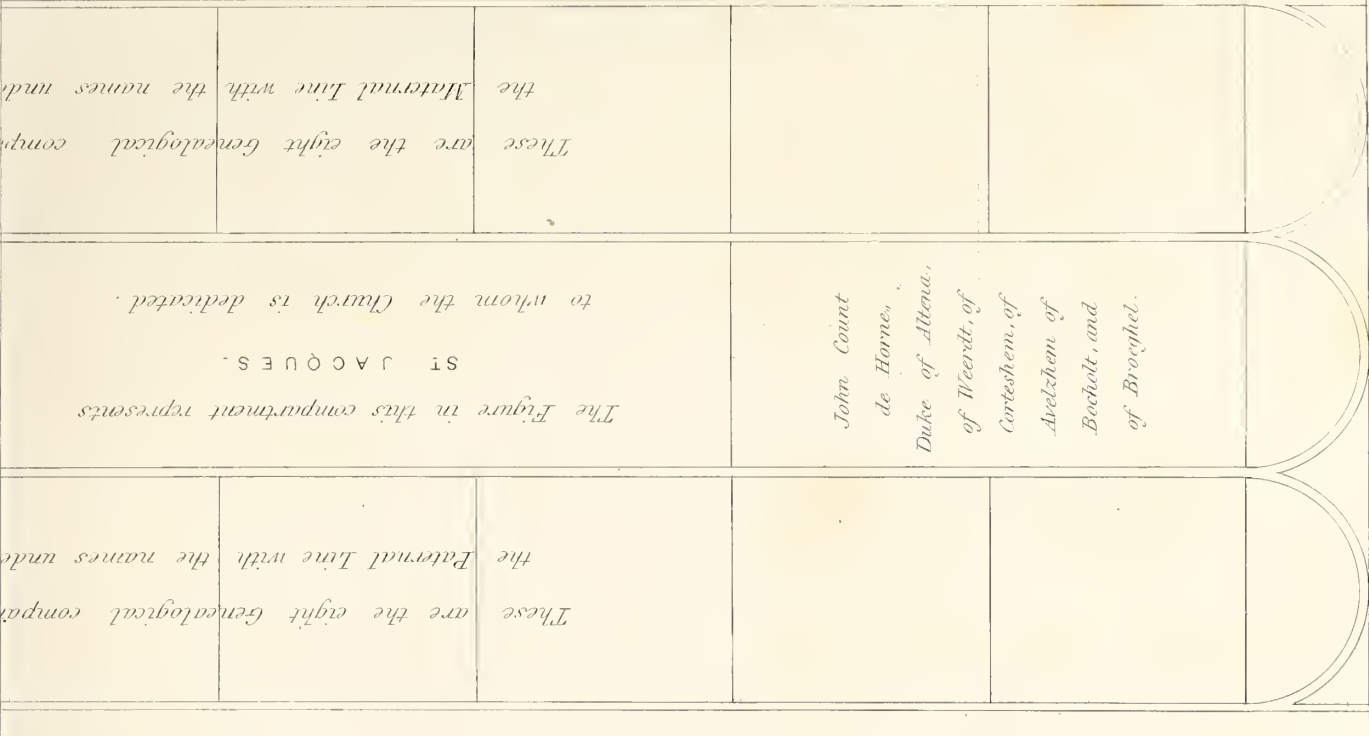 These are the eight Genealogical compa
the Paternal Line with the names unde
The Figure in this compartment represents
ST. JACQUES.
to whom the Church is dedicated.
These are the eight Genealogical compa
the Maternal Line with the names und
John Count
de Horne,
Duke of Altena,
of Weerdt, of
Corteshem, of
Avelzhem of
Bocholt, and
of Broeghel.